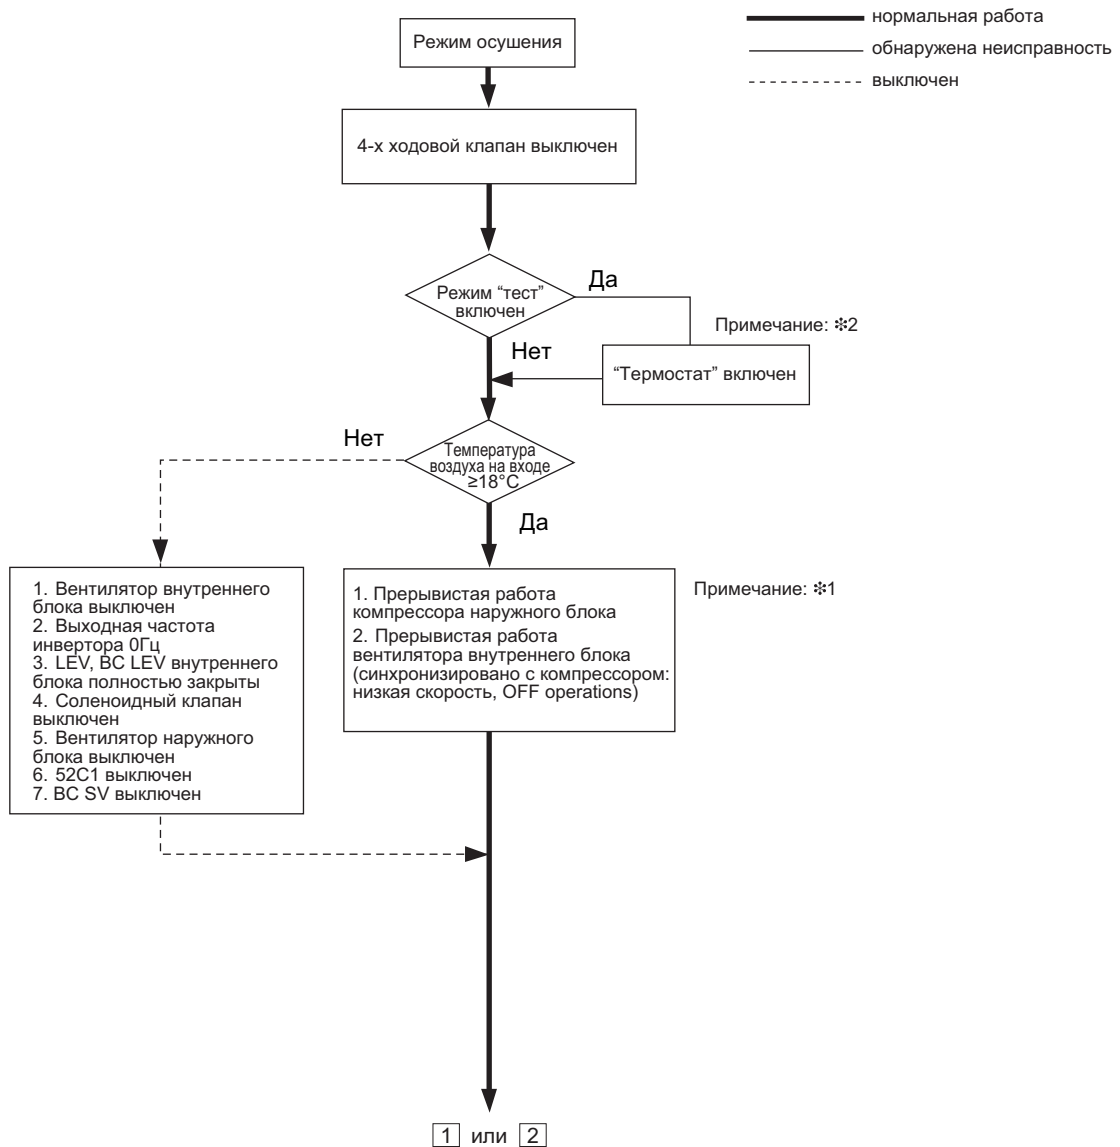 нормальная работа
обнаружена неисправность
выключен
Режим осушения
4-х ходовой клапан выключен
Режим “тест”
включен
Да
Примечание: ❇2
Нет
“Термостат” включен
Нет
Температура
воздуха на входе
≥18°C
Да
1. Вентилятор внутреннего
блока выключен
2. Выходная частота
инвертора 0Гц
3. LEV, BC LEV внутреннего
блока полностью закрыты
4. Соленоидный клапан
выключен
5. Вентилятор наружного
блока выключен
6. 52C1 выключен
7. BC SV выключен
1. Прерывистая работа
компрессора наружного блока
2. Прерывистая работа
вентилятора внутреннего блока
(синхронизировано с компрессором:
низкая скорость, OFF operations)
Примечание: ❇1
1 или 2